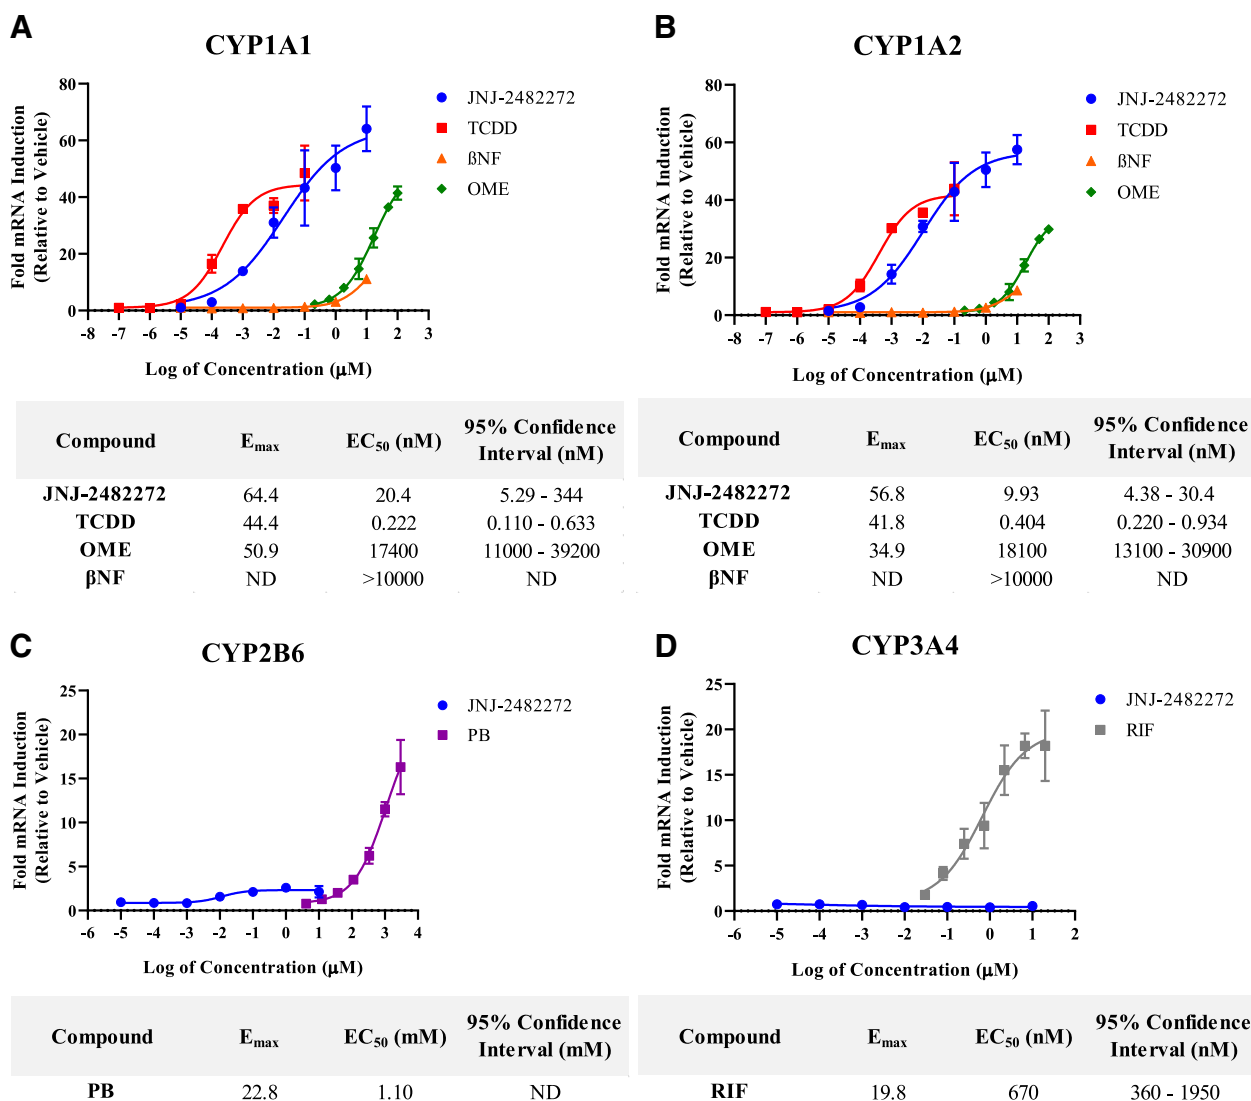 A
CYP1A1
Fold mRNA Induction
(Relative to Vehicle)
80
60
40
20
0
-8 -7 -6 -5 -4 -3 -2 -1 0 1 2 3
Log of Concentration (µM)
JNJ-2482272
TCDD
ßNF
OME
Compound Emax EC50 (nM) 95% Confidence
Interval (nM)
JNJ-2482272 64.4 20.4 5.29 - 344
TCDD 44.4 0.222 0.110 - 0.633
OME 50.9 17400 11000 - 39200
βNF ND >10000 ND
B
CYP1A2
Fold mRNA Induction
(Relative to Vehicle)
80
60
40
20
0
-8 -7 -6 -5 -4 -3 -2 -1 0 1 2 3
Log of Concentration (µM)
JNJ-2482272
TCDD
ßNF
OME
Compound Emax EC50 (nM) 95% Confidence
Interval (nM)
JNJ-2482272 56.8 9.93 4.38 - 30.4
TCDD 41.8 0.404 0.220 - 0.934
OME 34.9 18100 13100 - 30900
βNF ND >10000 ND
C
CYP2B6
Fold mRNA Induction
(Relative to Vehicle)
25
20
15
10
5
0
-6 -5 -4 -3 -2 -1 0 1 2 3 4
Log of Concentration (µM)
JNJ-2482272
PB
Compound Emax EC50 (mM) 95% Confidence
Interval (mM)
PB 22.8 1.10 ND
D
CYP3A4
Fold mRNA Induction
(Relative to Vehicle)
25
20
15
10
5
0
-6 -5 -4 -3 -2 -1 0 1 2
Log of Concentration (µM)
JNJ-2482272
RIF
Compound Emax EC50 (nM) 95% Confidence
Interval (nM)
RIF 19.8 670 360 - 1950